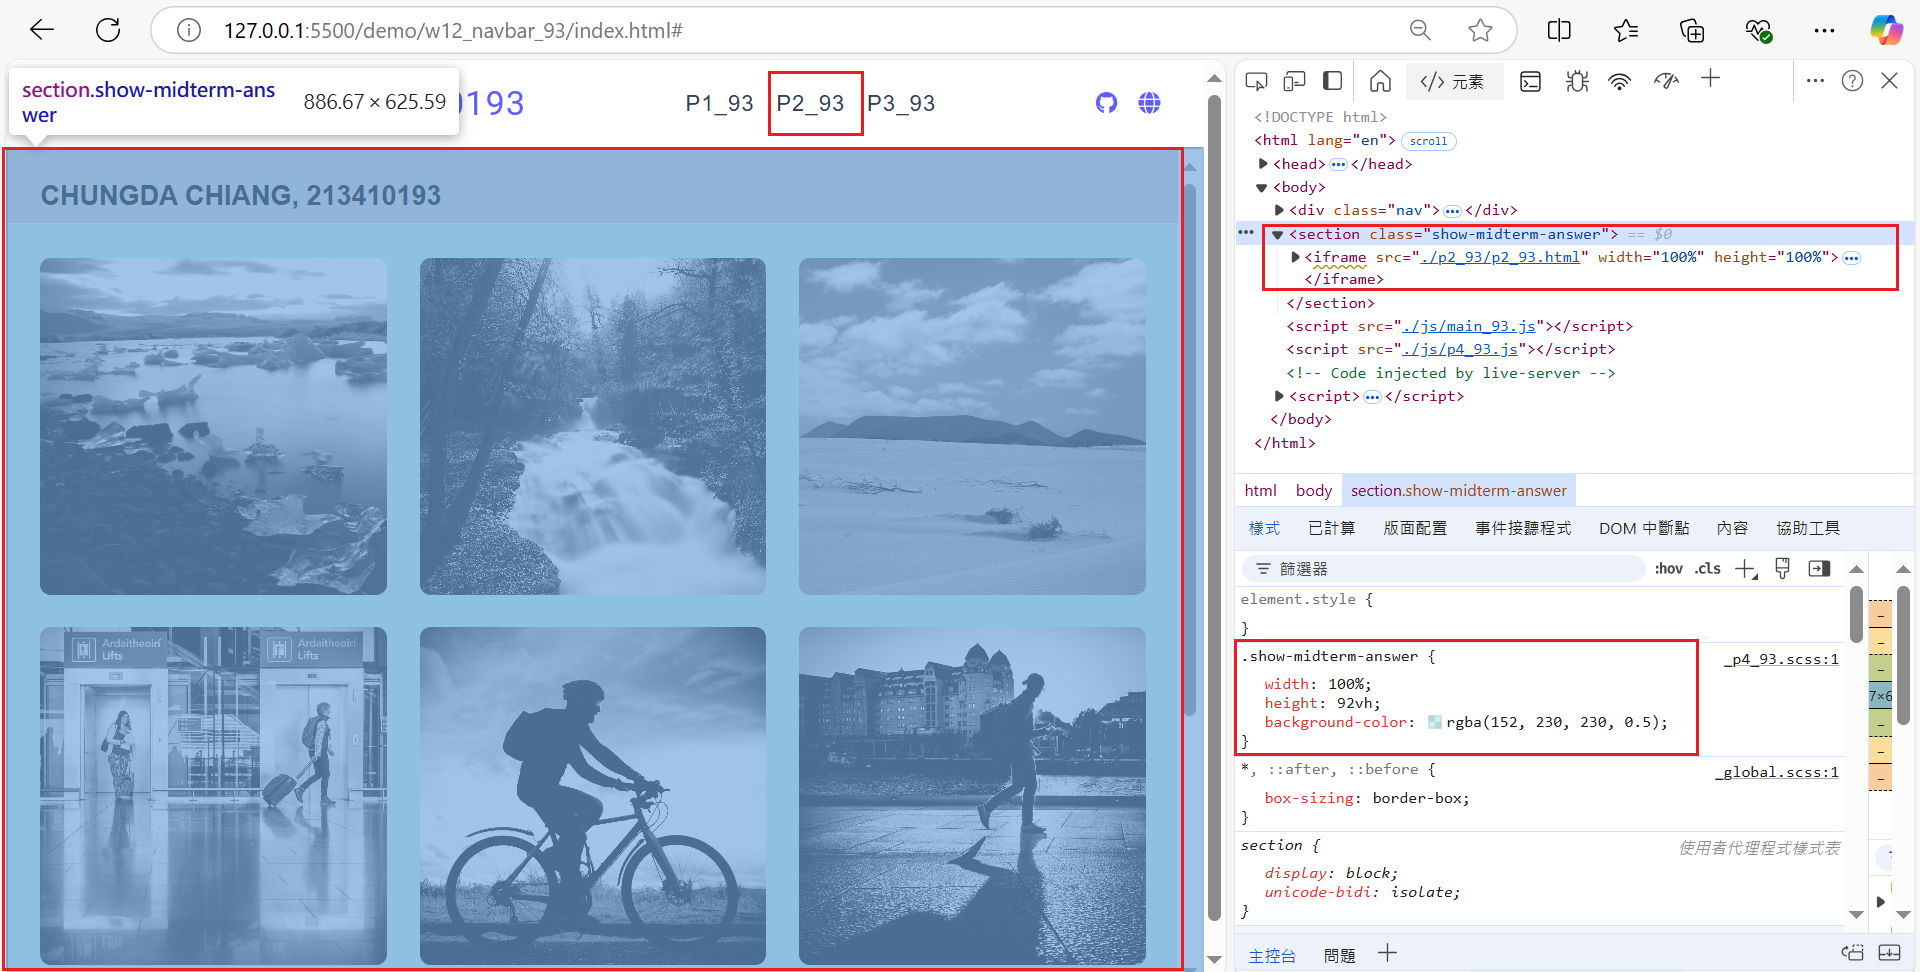 127.0.0.1:5500/demo/w12_navbar_93/index.html#
section.show-midterm-ans
wer
886.67 × 625.59
0193
P1_93
P2_93
P3_93
CHUNGDA CHIANG, 213410193
Ardaitheoirí
Lifts
Ardaitheoirí
Lifts
</> 元素
<!DOCTYPE html>
<html lang="en"> scroll
<head> ••• </head>
<body>
<div class="nav"> ••• </div>
••• <section class="show-midterm-answer"> == $0
<iframe src="./p2_93/p2_93.html" width="100%" height="100%"> •••
</iframe>
</section>
<script src="./js/main_93.js"></script>
<script src="./js/p4_93.js"></script>
<!-- Code injected by live-server -->
<script> ••• </script>
</body>
</html>
html body section.show-midterm-answer
樣式 已計算 版面配置 事件接聽程式 DOM 中斷點 內容 協助工具
篩選器 :hov .cls
element.style {
}
.show-midterm-answer { _p4_93.scss:1
width: 100%;
height: 92vh;
background-color: rgba(152, 230, 230, 0.5);
}
*, ::after, ::before { _global.scss:1
box-sizing: border-box;
}
section { 使用者代理程式樣式表
display: block;
unicode-bidi: isolate;
}
7×6
主控台 問題